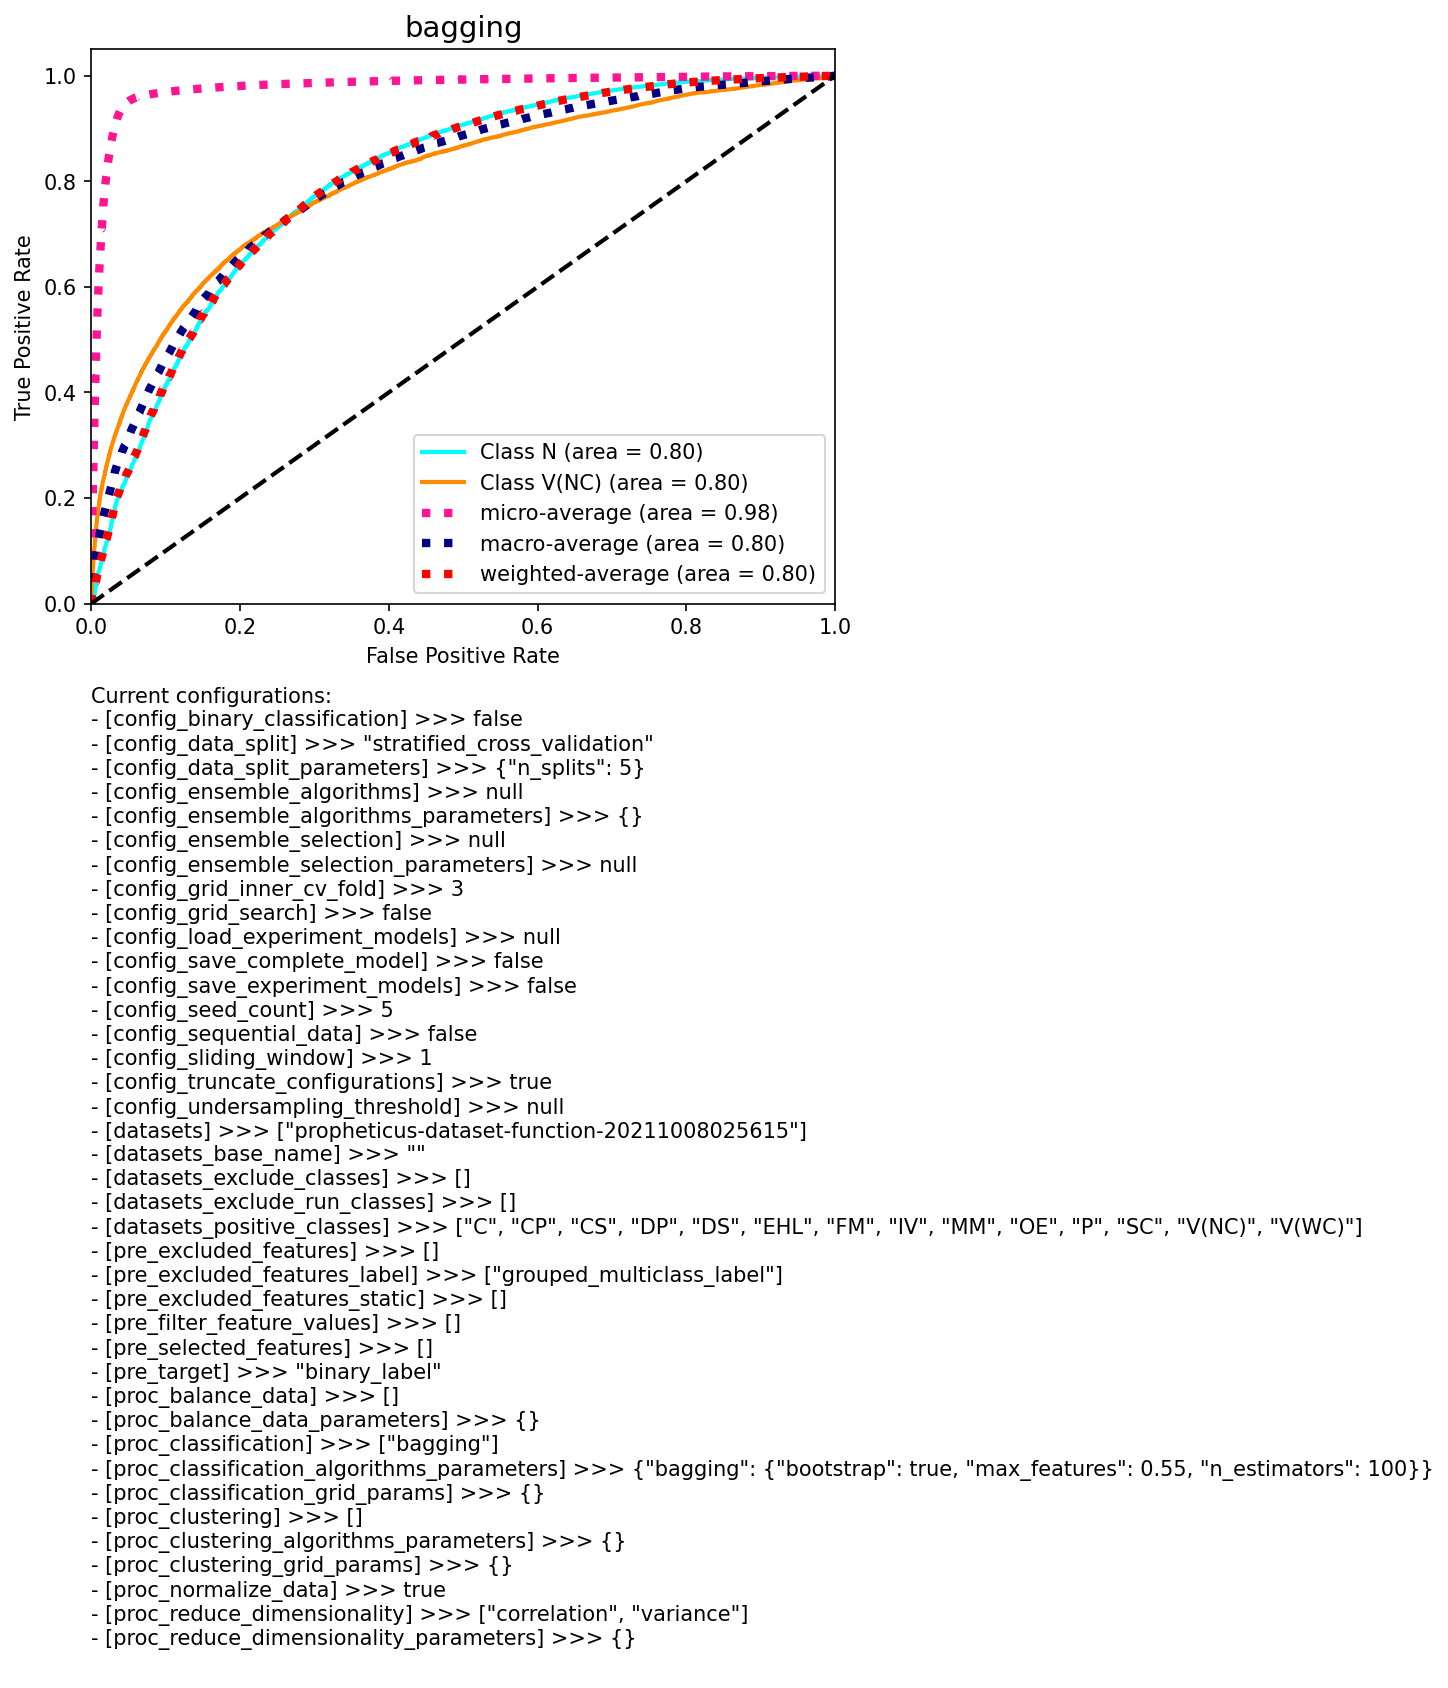 bagging
1.0
0.8
0.6
0.4
0.2
0.0
True Positive Rate
Class N (area = 0.80)
Class V(NC) (area = 0.80)
micro-average (area = 0.98)
macro-average (area = 0.80)
weighted-average (area = 0.80)
0.0 0.2 0.4 0.6 0.8 1.0
False Positive Rate
Current configurations:
- [config_binary_classification] >>> false
- [config_data_split] >>> "stratified_cross_validation"
- [config_data_split_parameters] >>> {"n_splits": 5}
- [config_ensemble_algorithms] >>> null
- [config_ensemble_algorithms_parameters] >>> {}
- [config_ensemble_selection] >>> null
- [config_ensemble_selection_parameters] >>> null
- [config_grid_inner_cv_fold] >>> 3
- [config_grid_search] >>> false
- [config_load_experiment_models] >>> null
- [config_save_complete_model] >>> false
- [config_save_experiment_models] >>> false
- [config_seed_count] >>> 5
- [config_sequential_data] >>> false
- [config_sliding_window] >>> 1
- [config_truncate_configurations] >>> true
- [config_undersampling_threshold] >>> null
- [datasets] >>> ["propheticus-dataset-function-20211008025615"]
- [datasets_base_name] >>> ""
- [datasets_exclude_classes] >>> []
- [datasets_exclude_run_classes] >>> []
- [datasets_positive_classes] >>> ["C", "CP", "CS", "DP", "DS", "EHL", "FM", "IV", "MM", "OE", "P", "SC", "V(NC)", "V(WC)"]
- [pre_excluded_features] >>> []
- [pre_excluded_features_label] >>> ["grouped_multiclass_label"]
- [pre_excluded_features_static] >>> []
- [pre_filter_feature_values] >>> []
- [pre_selected_features] >>> []
- [pre_target] >>> "binary_label"
- [proc_balance_data] >>> []
- [proc_balance_data_parameters] >>> {}
- [proc_classification] >>> ["bagging"]
- [proc_classification_algorithms_parameters] >>> {"bagging": {"bootstrap": true, "max_features": 0.55, "n_estimators": 100}}
- [proc_classification_grid_params] >>> {}
- [proc_clustering] >>> []
- [proc_clustering_algorithms_parameters] >>> {}
- [proc_clustering_grid_params] >>> {}
- [proc_normalize_data] >>> true
- [proc_reduce_dimensionality] >>> ["correlation", "variance"]
- [proc_reduce_dimensionality_parameters] >>> {}